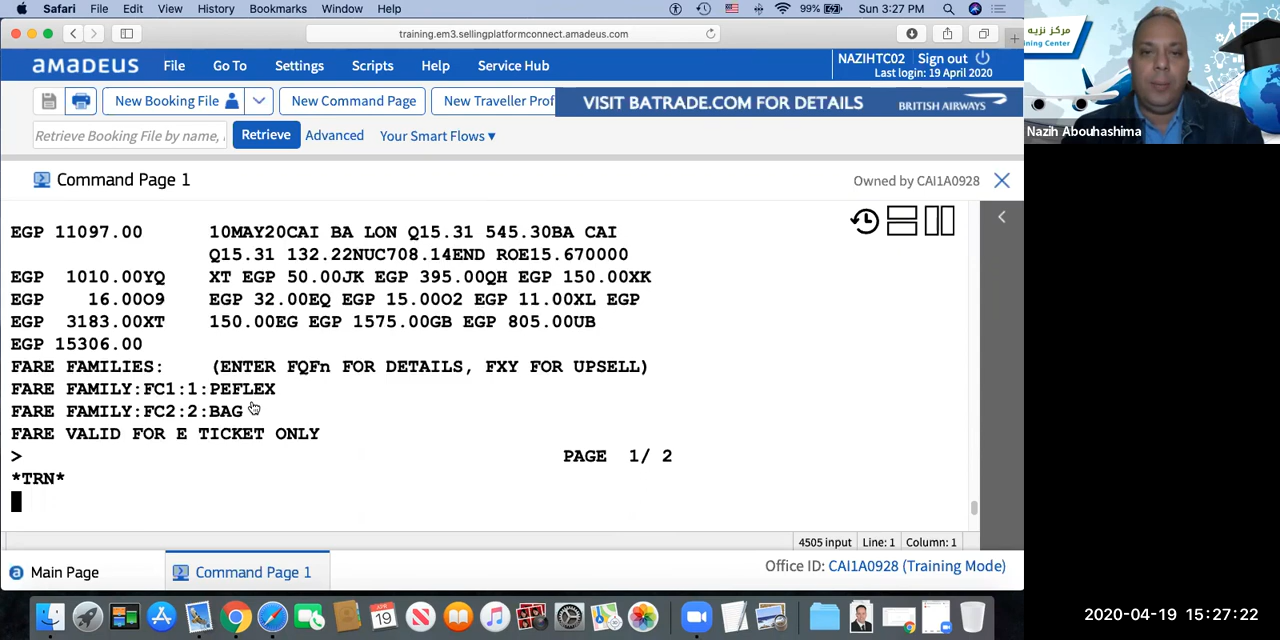 Safari File Edit View History Bookmarks Window Help 99% Sun 3:27 PM
training.em3.sellingplatformconnect.amadeus.com
مركز نزيه
ining Center
amadeus File Go To Settings Scripts Help Service Hub NAZIHTC02 Sign out
Last login: 19 April 2020
New Booking File New Command Page New Traveller Prof VISIT BATRADE.COM FOR DETAILS BRITISH AIRWAYS
Nazih Abouhashima
Retrieve Booking File by name, Retrieve Advanced Your Smart Flows
Command Page 1 Owned by CAI1A0928
EGP 11097.00 10MAY20CAI BA LON Q15.31 545.30BA CAI
Q15.31 132.22NUC708.14END ROE15.670000
EGP 1010.00YQ XT EGP 50.00JK EGP 395.00QH EGP 150.00XK
EGP 16.00O9 EGP 32.00EQ EGP 15.00O2 EGP 11.00XL EGP
EGP 3183.00XT 150.00EG EGP 1575.00GB EGP 805.00UB
EGP 15306.00
FARE FAMILIES: (ENTER FQFn FOR DETAILS, FXY FOR UPSELL)
FARE FAMILY:FC1:1:PEFLEX
FARE FAMILY:FC2:2:BAG
FARE VALID FOR E TICKET ONLY
> PAGE 1/ 2
*TRN*
4505 input Line: 1 Column: 1
Main Page Command Page 1 Office ID: CAI1A0928 (Training Mode)
APR
19
2020-04-19 15:27:22